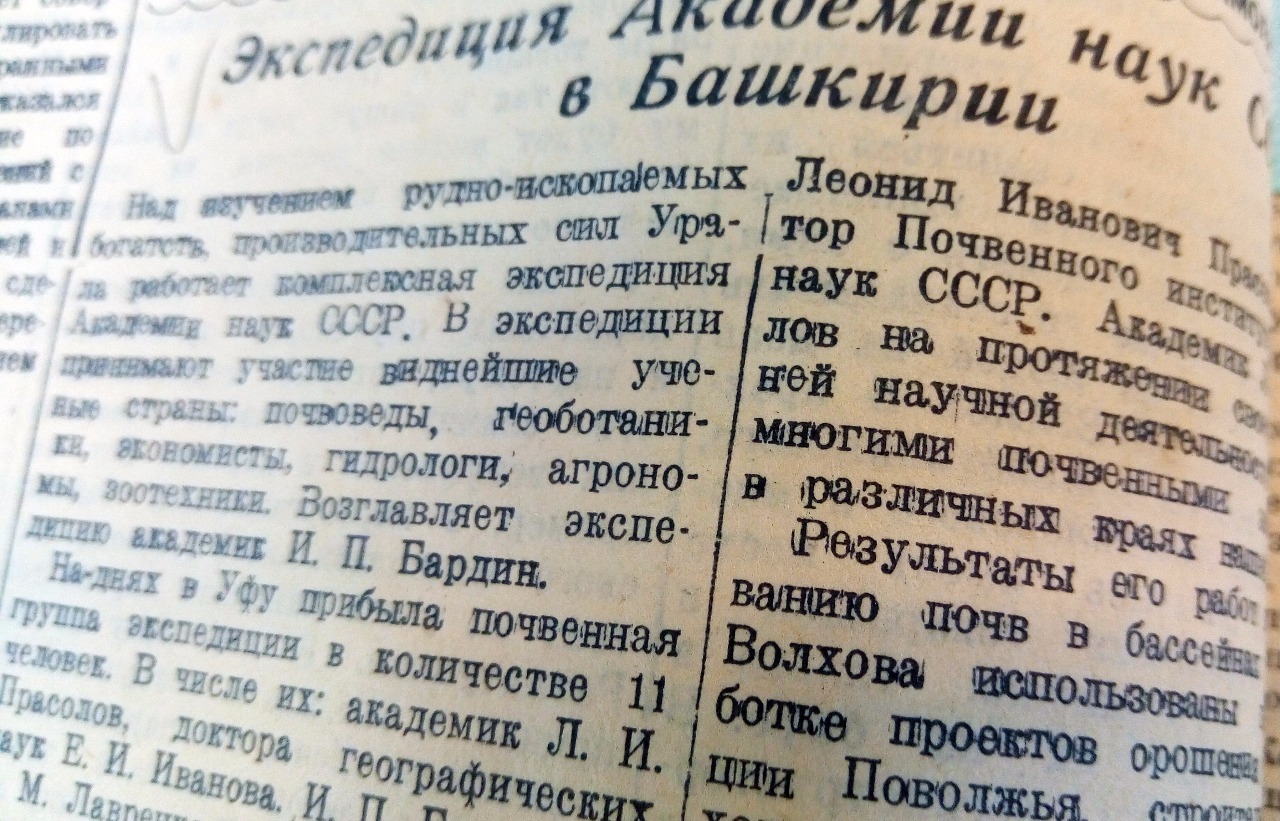 Экспедиция Академии наук
в Башкирии
Над изучением рудно-ископаемых
богатств, производительных сил Ура-
ла работает комплексная экспедиция
Академии наук СССР. В экспедиции
принимают участие виднейшие уче-
ные страны: почвоведы, геоботани-
ки, экономисты, гидрологи, агроно-
мы, зоотехники. Возглавляет экспе-
дицию академик И. П. Бардин.
На-днях в Уфу прибыла почвенная
группа экспедиции в количестве 11
человек. В числе их: академик Л. И.
Прасолов, доктора географических
наук Е. И. Иванова, И. П.
М.
Леонид Иванович
тор Почвенного
наук СССР. Академик
лов на протяжении
ней научной
многими почвенными
в различных краях
Результаты его
ванию почв в
Волхова использованы
ботке проектов
ции Поволжья,